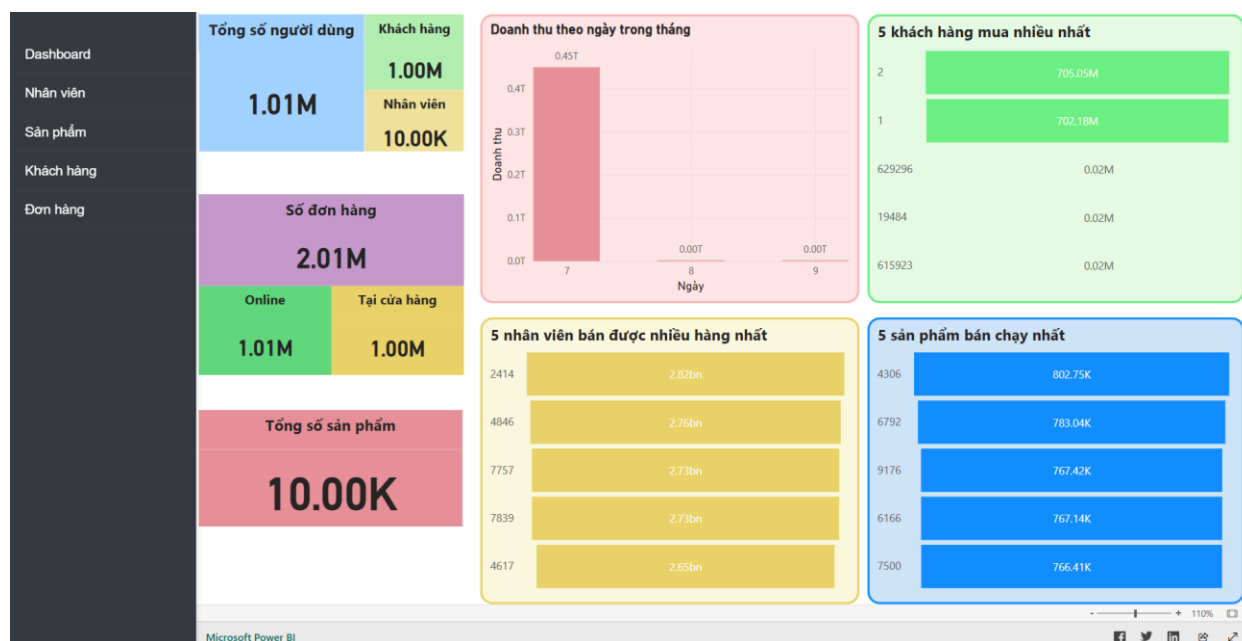 Dashboard
Nhân viên
Sản phẩm
Khách hàng
Đơn hàng
Tổng số người dùng
1.01M
Khách hàng
1.00M
Nhân viên
10.00K
Số đơn hàng
2.01M
Online
1.01M
Tại cửa hàng
1.00M
Tổng số sản phẩm
10.00K
Doanh thu theo ngày trong tháng
Doanh thu
0.4T
0.3T
0.2T
0.1T
0.0T
0.45T
0.00T
0.00T
7 8 9
Ngày
5 khách hàng mua nhiều nhất
2 705.05M
1 702.18M
629296 0.02M
19484 0.02M
615923 0.02M
5 nhân viên bán được nhiều hàng nhất
2414 2.82bn
4846 2.76bn
7757 2.73bn
7839 2.73bn
4617 2.65bn
5 sản phẩm bán chạy nhất
4306 802.75K
6792 783.04K
9176 767.42K
6166 767.14K
7500 766.41K
- + 110%
Microsoft Power BI